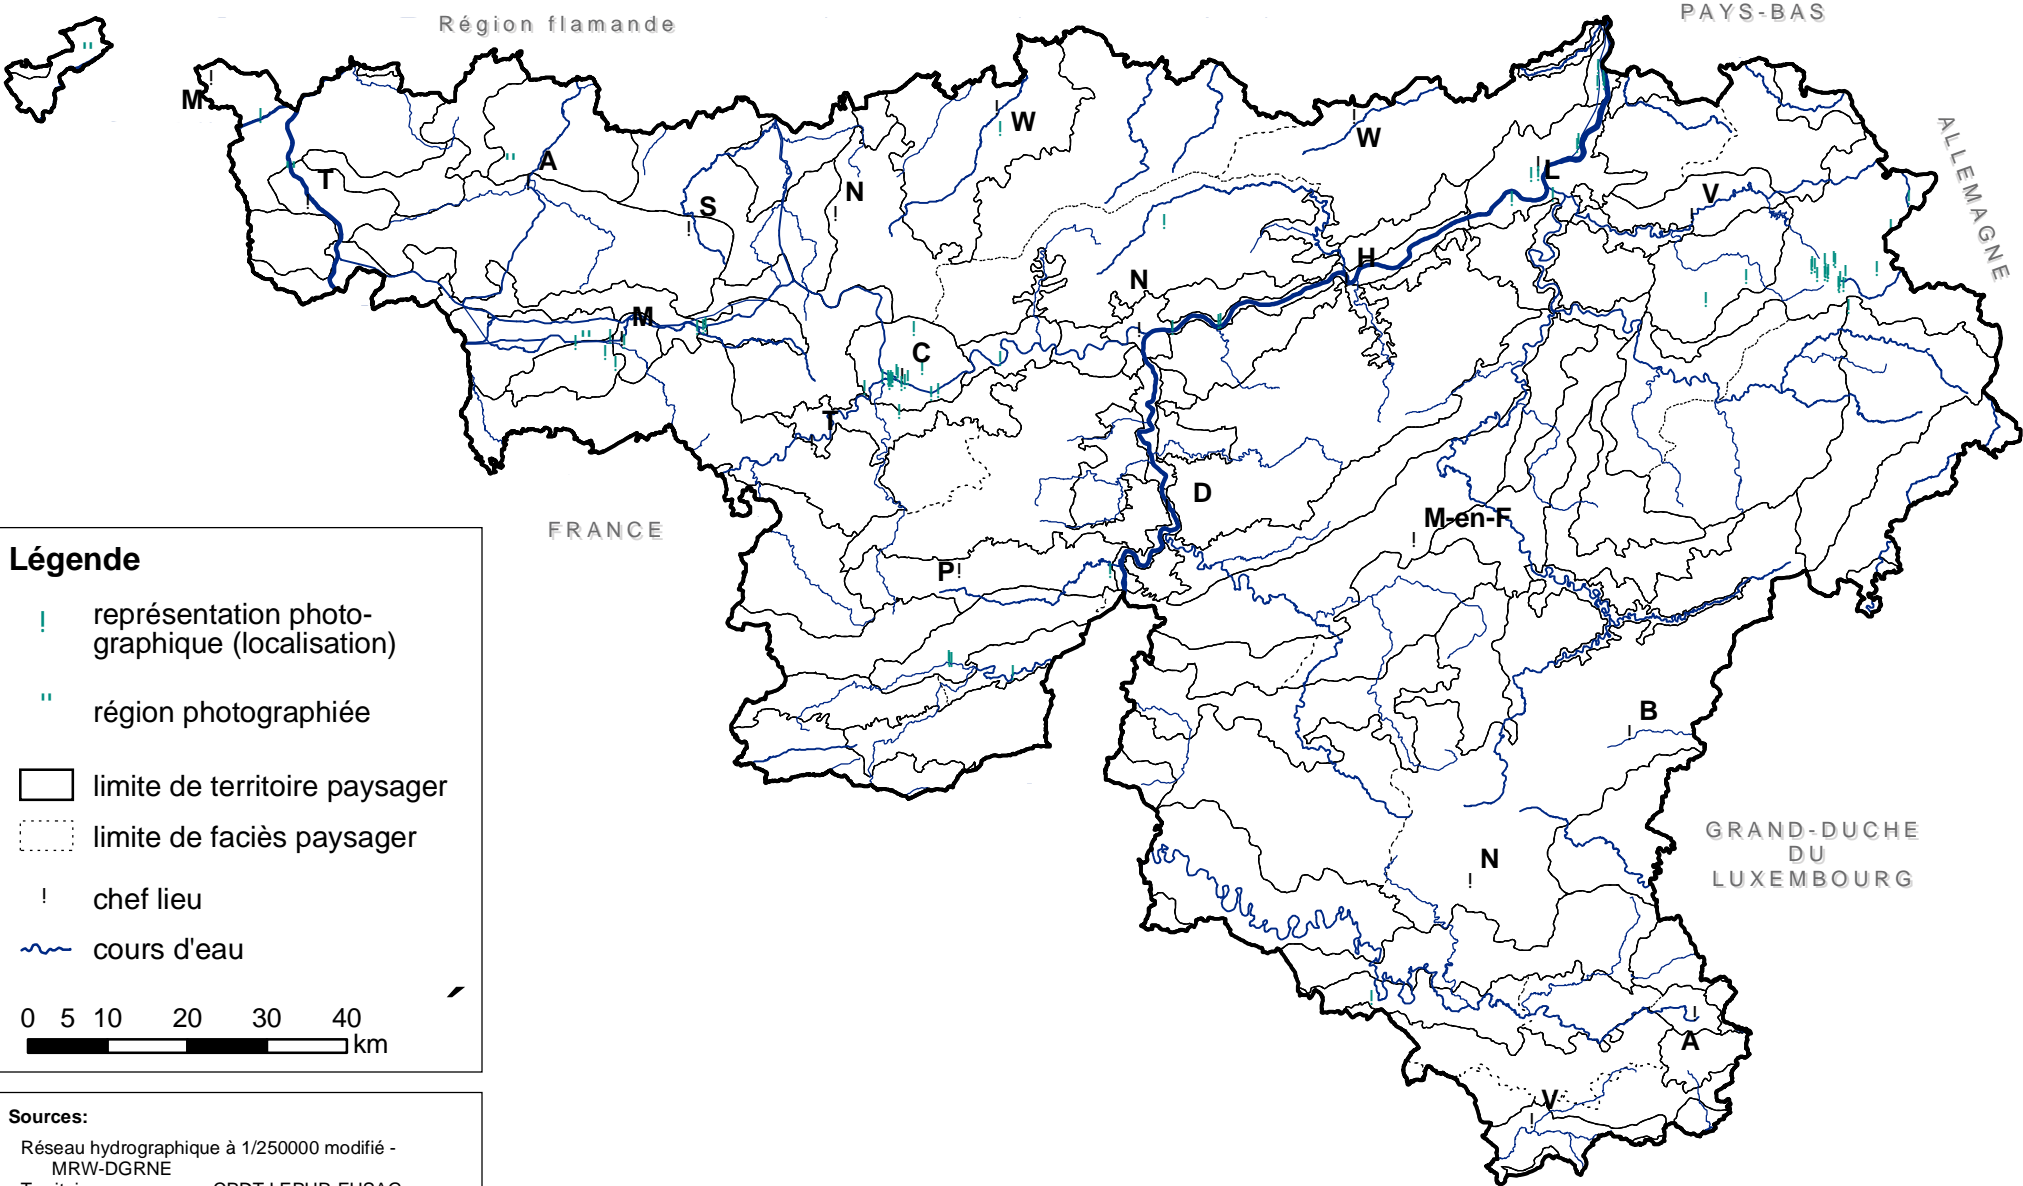 Région flamande
PAYS-BAS
M
W
W
A
T
L
ALLEMAGNE
N
S
V
H
N
M
C
T
D
M-en-F
FRANCE
P
B
GRAND-DUCHE
DU
LUXEMBOURG
N
A
V
Légende
! représentation photo-
graphique (localisation)
" région photographiée
limite de territoire paysager
limite de faciès paysager
! chef lieu
cours d'eau
0 5 10 20 30 40
km
Sources:
Réseau hydrographique à 1/250000 modifié -
MRW-DGRNE